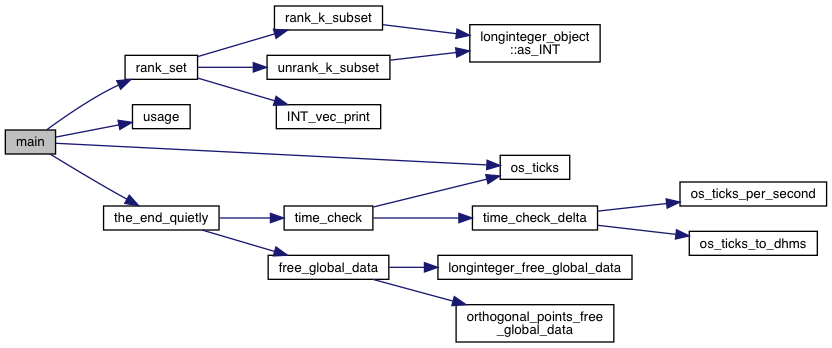 rank_k_subset
longinteger_object
::as_INT
rank_set
unrank_k_subset
usage
INT_vec_print
main
os_ticks
os_ticks_per_second
the_end_quietly
time_check
time_check_delta
os_ticks_to_dhms
free_global_data
longinteger_free_global_data
orthogonal_points_free
_global_data